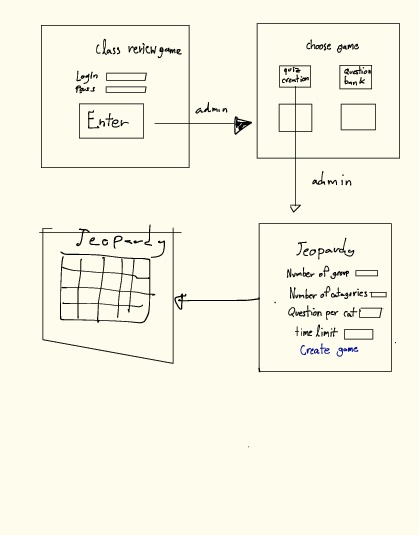 Class review game
Login
Pass
Enter
admin
choose game
quiz
creation
Question
bank
admin
Jeopardy
Number of group
Number of categories
Question per cat
time limit
Create game
Jeopardy